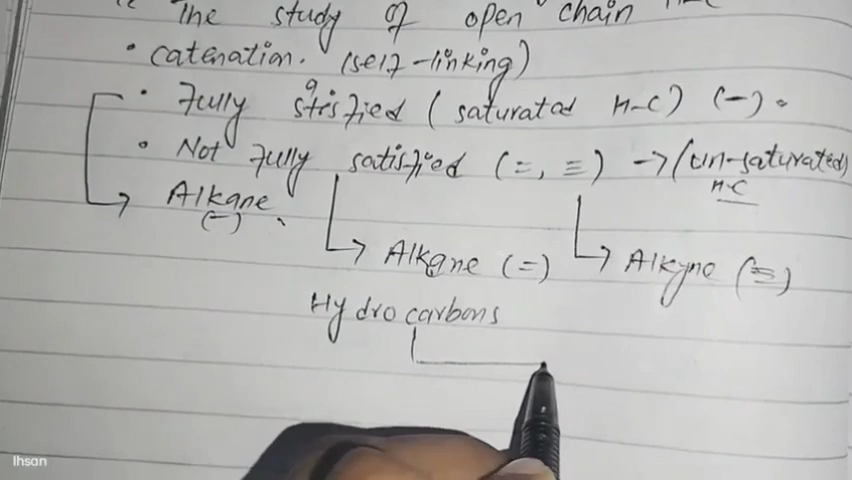 The study of open chain
• catenation. (self-linking)
• Fully stisfied (saturated H-C) (-).
• Not fully satisfied (=, ≡) → (un-saturated)
H-C
→ Alkane
(-)
→ Alkane (=) → Alkyne (≡)
Hydrocarbons
Ihsan